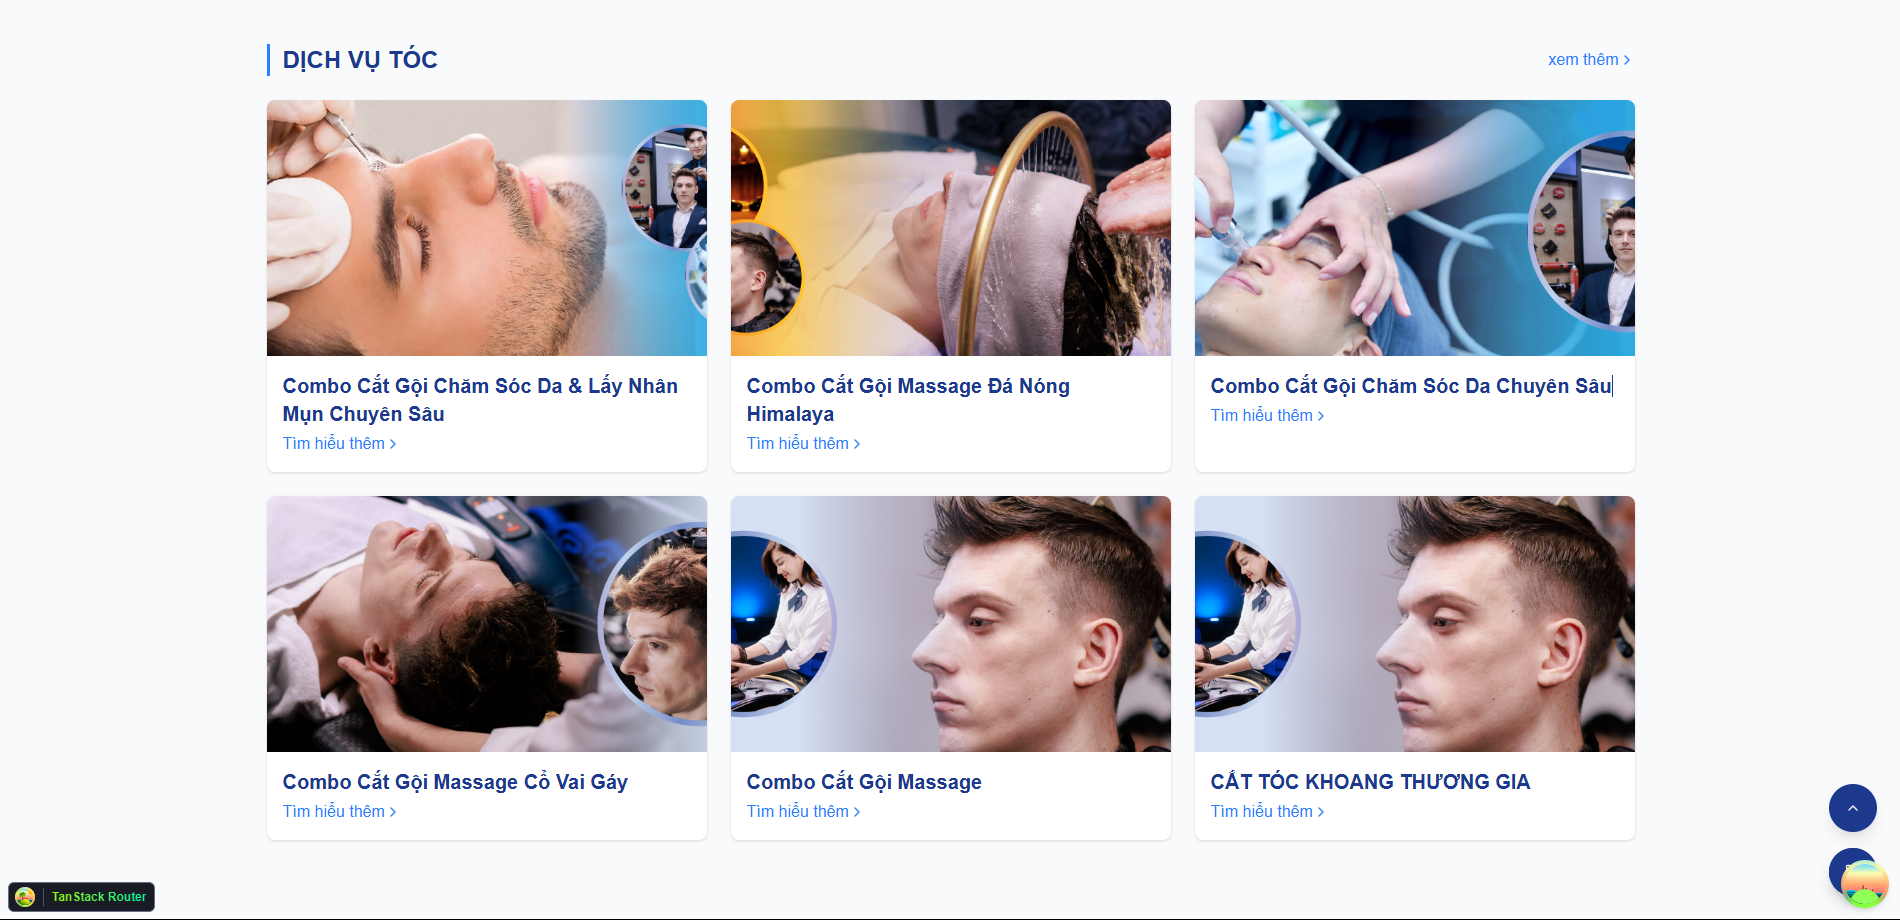 DỊCH VỤ TÓC
xem thêm
Combo Cắt Gội Chăm Sóc Da & Lấy Nhân
Mụn Chuyên Sâu
Tìm hiểu thêm
Combo Cắt Gội Massage Đá Nóng
Himalaya
Tìm hiểu thêm
Combo Cắt Gội Chăm Sóc Da Chuyên Sâu
Tìm hiểu thêm
Combo Cắt Gội Massage Cổ Vai Gáy
Tìm hiểu thêm
Combo Cắt Gội Massage
Tìm hiểu thêm
CẮT TÓC KHOANG THƯƠNG GIA
Tìm hiểu thêm
TanStack Router